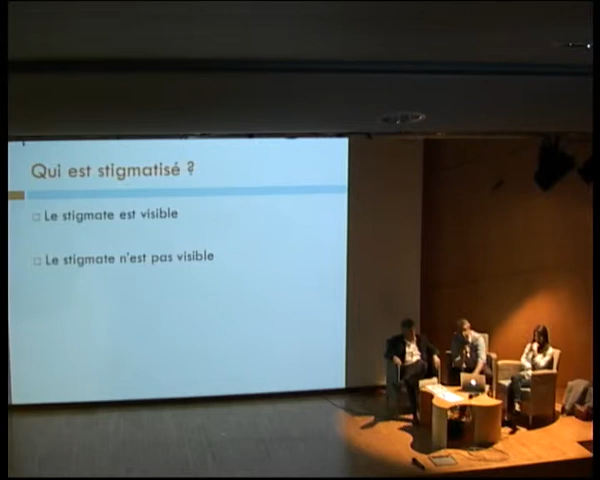 Qui est stigmatisé ?
Le stigmate est visible
Le stigmate n'est pas visible